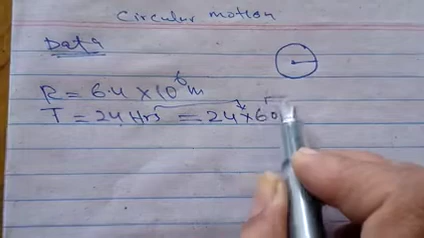 Circular motion
Data
R = 6.4 × 10⁶ m
T = 24 Hrs = 24 × 60